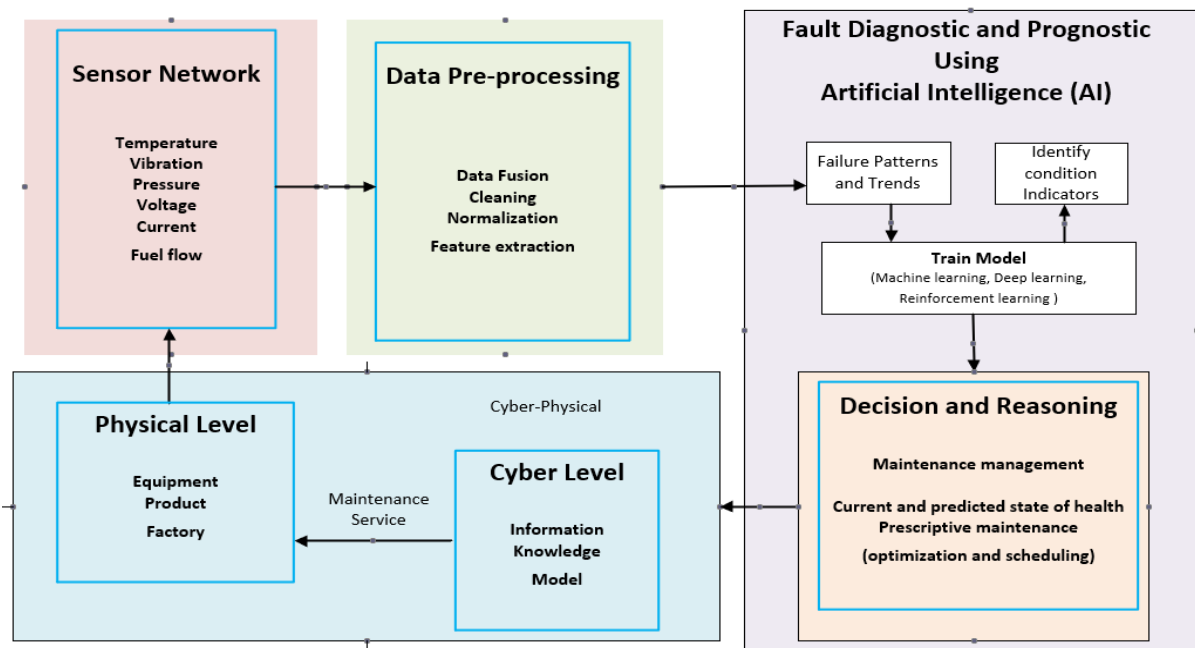 Sensor Network
Temperature
Vibration
Pressure
Voltage
Current
Fuel flow
Data Pre-processing
Data Fusion
Cleaning
Normalization
Feature extraction
Fault Diagnostic and Prognostic
Using
Artificial Intelligence (AI)
Failure Patterns
and Trends
Identify
condition
Indicators
Train Model
(Machine learning, Deep learning,
Reinforcement learning )
Decision and Reasoning
Maintenance management
Current and predicted state of health
Prescriptive maintenance
(optimization and scheduling)
Cyber-Physical
Cyber Level
Information
Knowledge
Model
Maintenance
Service
Physical Level
Equipment
Product
Factory